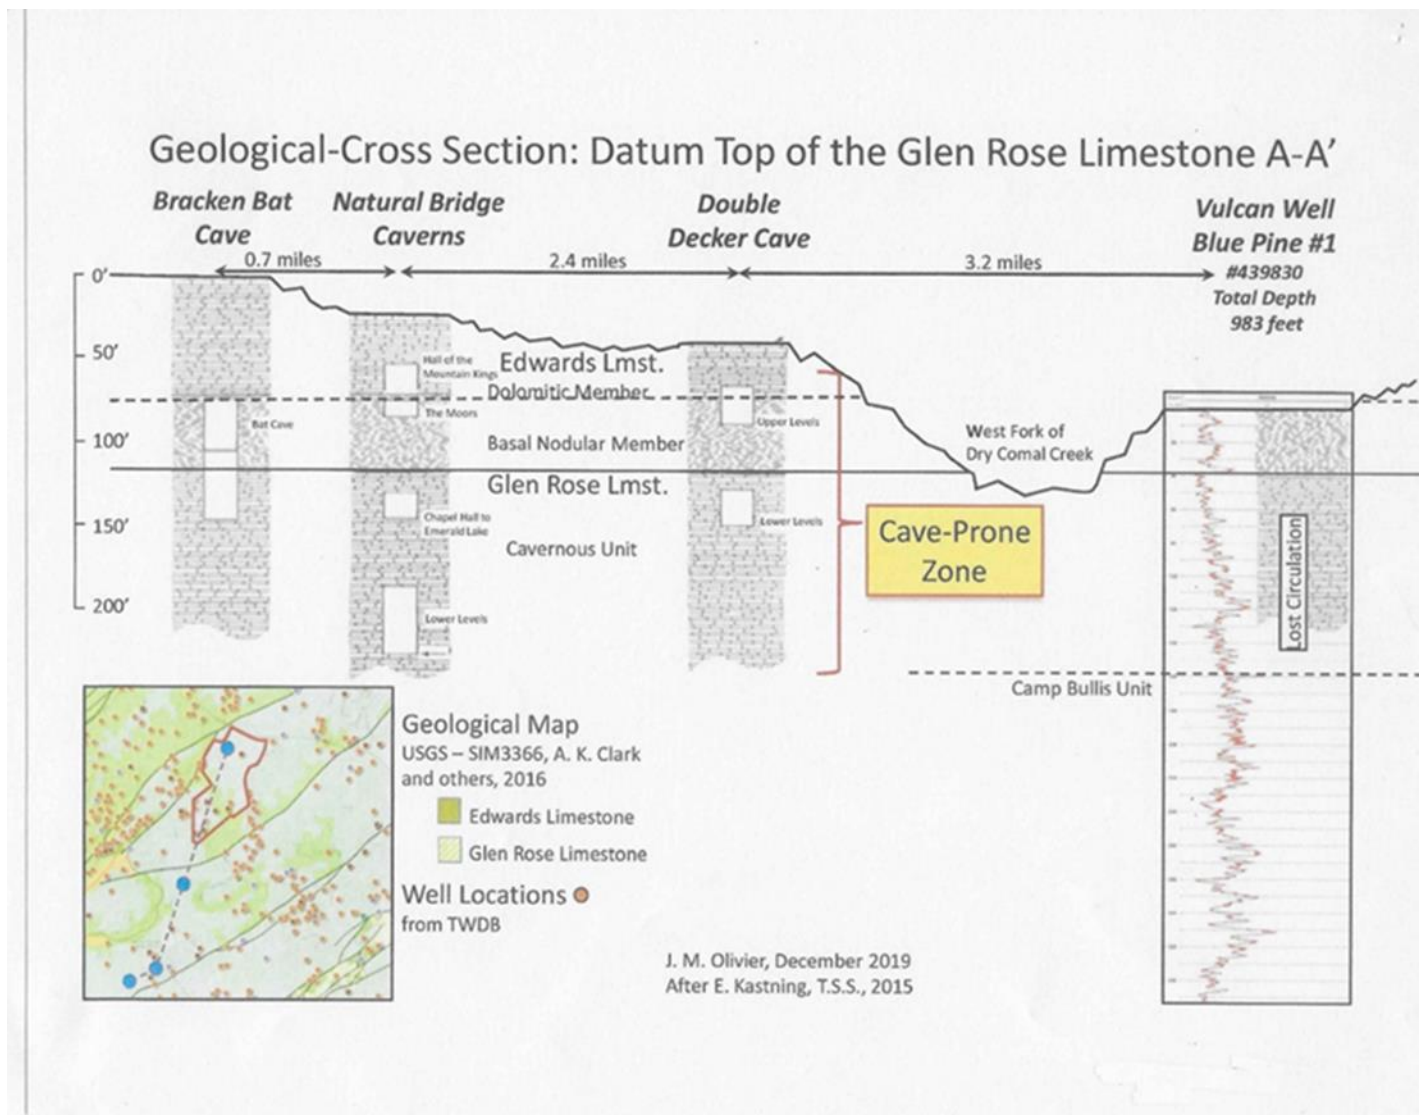 Geological-Cross Section: Datum Top of the Glen Rose Limestone A-A’
Bracken Bat
Cave
Natural Bridge
Caverns
Double
Decker Cave
Vulcan Well
Blue Pine #1
#439830
Total Depth
983 feet
0.7 miles
2.4 miles
3.2 miles
0’
50’
100’
150’
200’
Hall of the
Mountain Kings
Edwards Lmst.
Dolomitic Member
The Moors
Bat Cave
Upper Levels
Basal Nodular Member
West Fork of
Dry Comal Creek
Glen Rose Lmst.
Chapel Hall to
Emerald Lake
Lower Levels
Cavernous Unit
Cave-Prone
Zone
Lost Circulation
Lower Levels
Camp Bullis Unit
Geological Map
USGS – SIM3366, A. K. Clark
and others, 2016
Edwards Limestone
Glen Rose Limestone
Well Locations
from TWDB
J. M. Olivier, December 2019
After E. Kastning, T.S.S., 2015